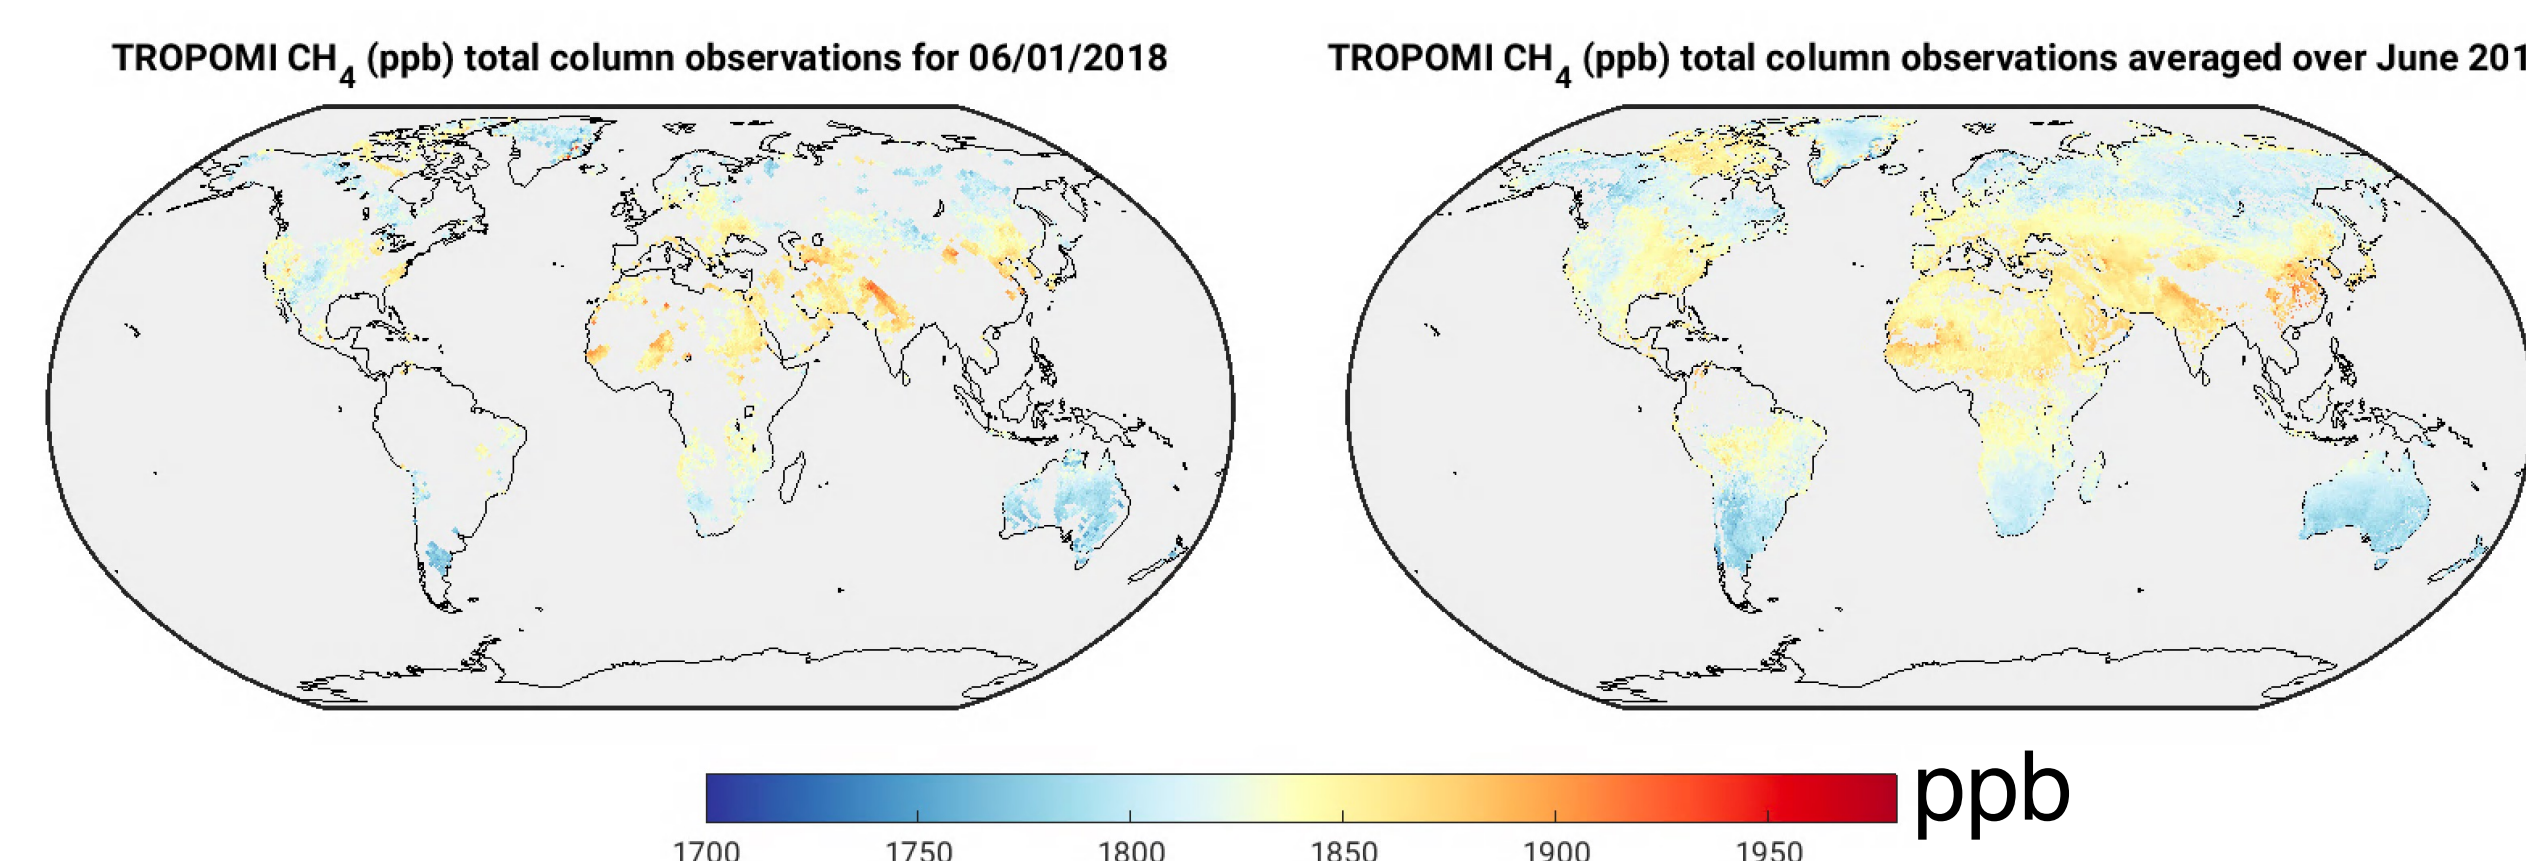 TROPOMI CH4 (ppb) total column observations for 06/01/2018
TROPOMI CH4 (ppb) total column observations averaged over June 201
ppb
1700 1750 1800 1850 1900 1950